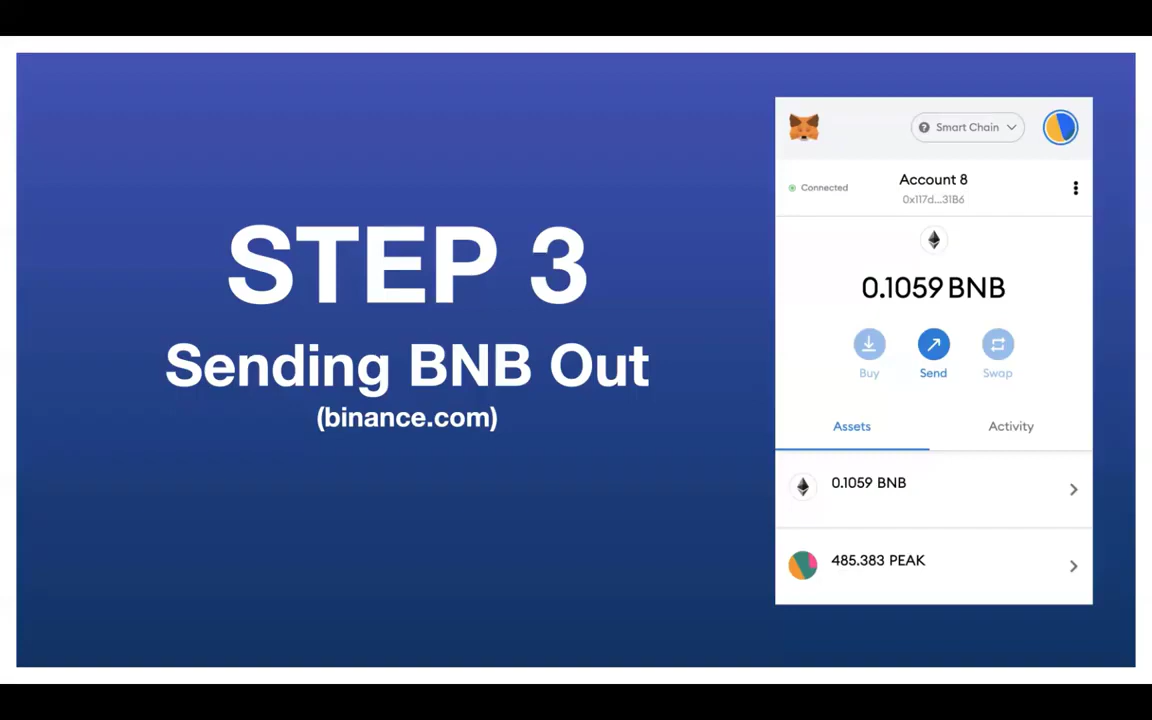 STEP 3
Sending BNB Out
(binance.com)
Smart Chain
Connected
Account 8
0x117d...31B6
0.1059 BNB
Buy
Send
Swap
Assets
Activity
0.1059 BNB
485.383 PEAK